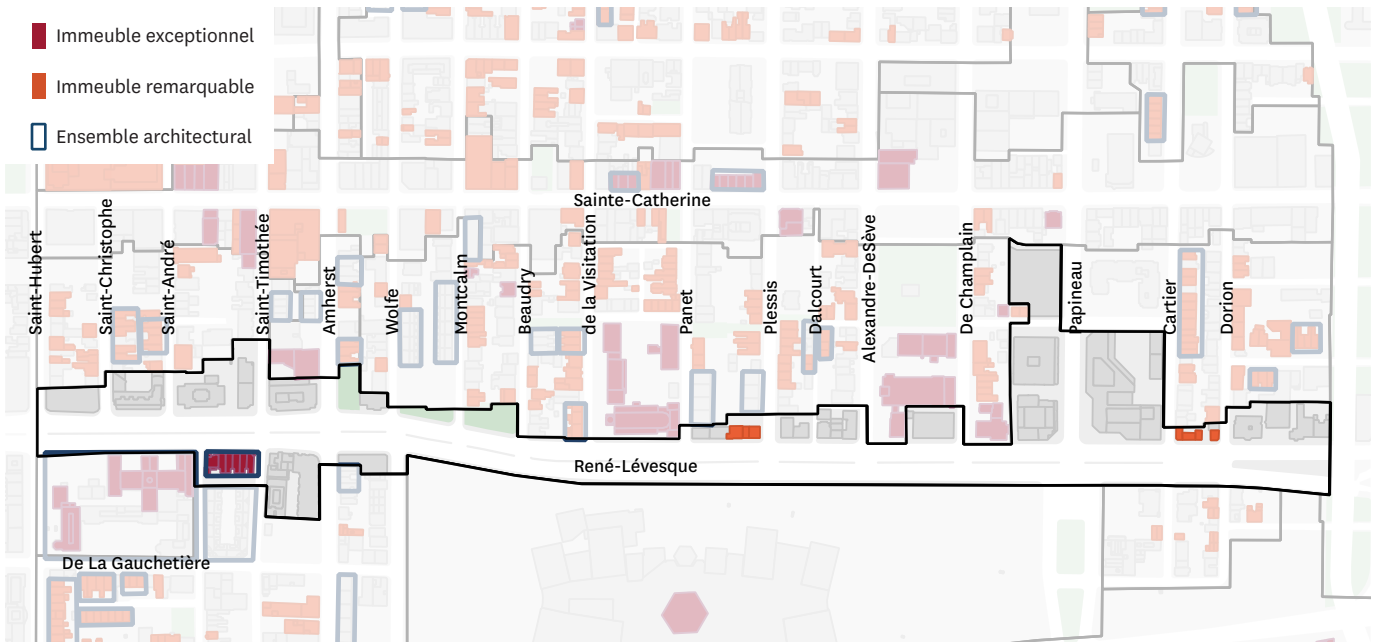 Immeuble exceptionnel
Immeuble remarquable
Ensemble architectural
Sainte-Catherine
Saint-Hubert
Saint-Christophe
Saint-André
Saint-Timothée
Amherst
Wolfe
Montcalm
Beaudry
de la Visitation
Panet
Plessis
Dalcourt
Alexandre-DeSève
De Champlain
Papineau
Cartier
Dorion
René-Lévesque
De La Gauchetière